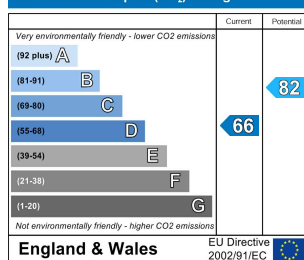 Current Potential
Very environmentally friendly - lower CO2 emissions
(92 plus) A
(81-91) B
82
(69-80) C
(55-68) D
66
(39-54) E
(21-38) F
(1-20) G
Not environmentally friendly - higher CO2 emissions
England & Wales
EU Directive
2002/91/EC